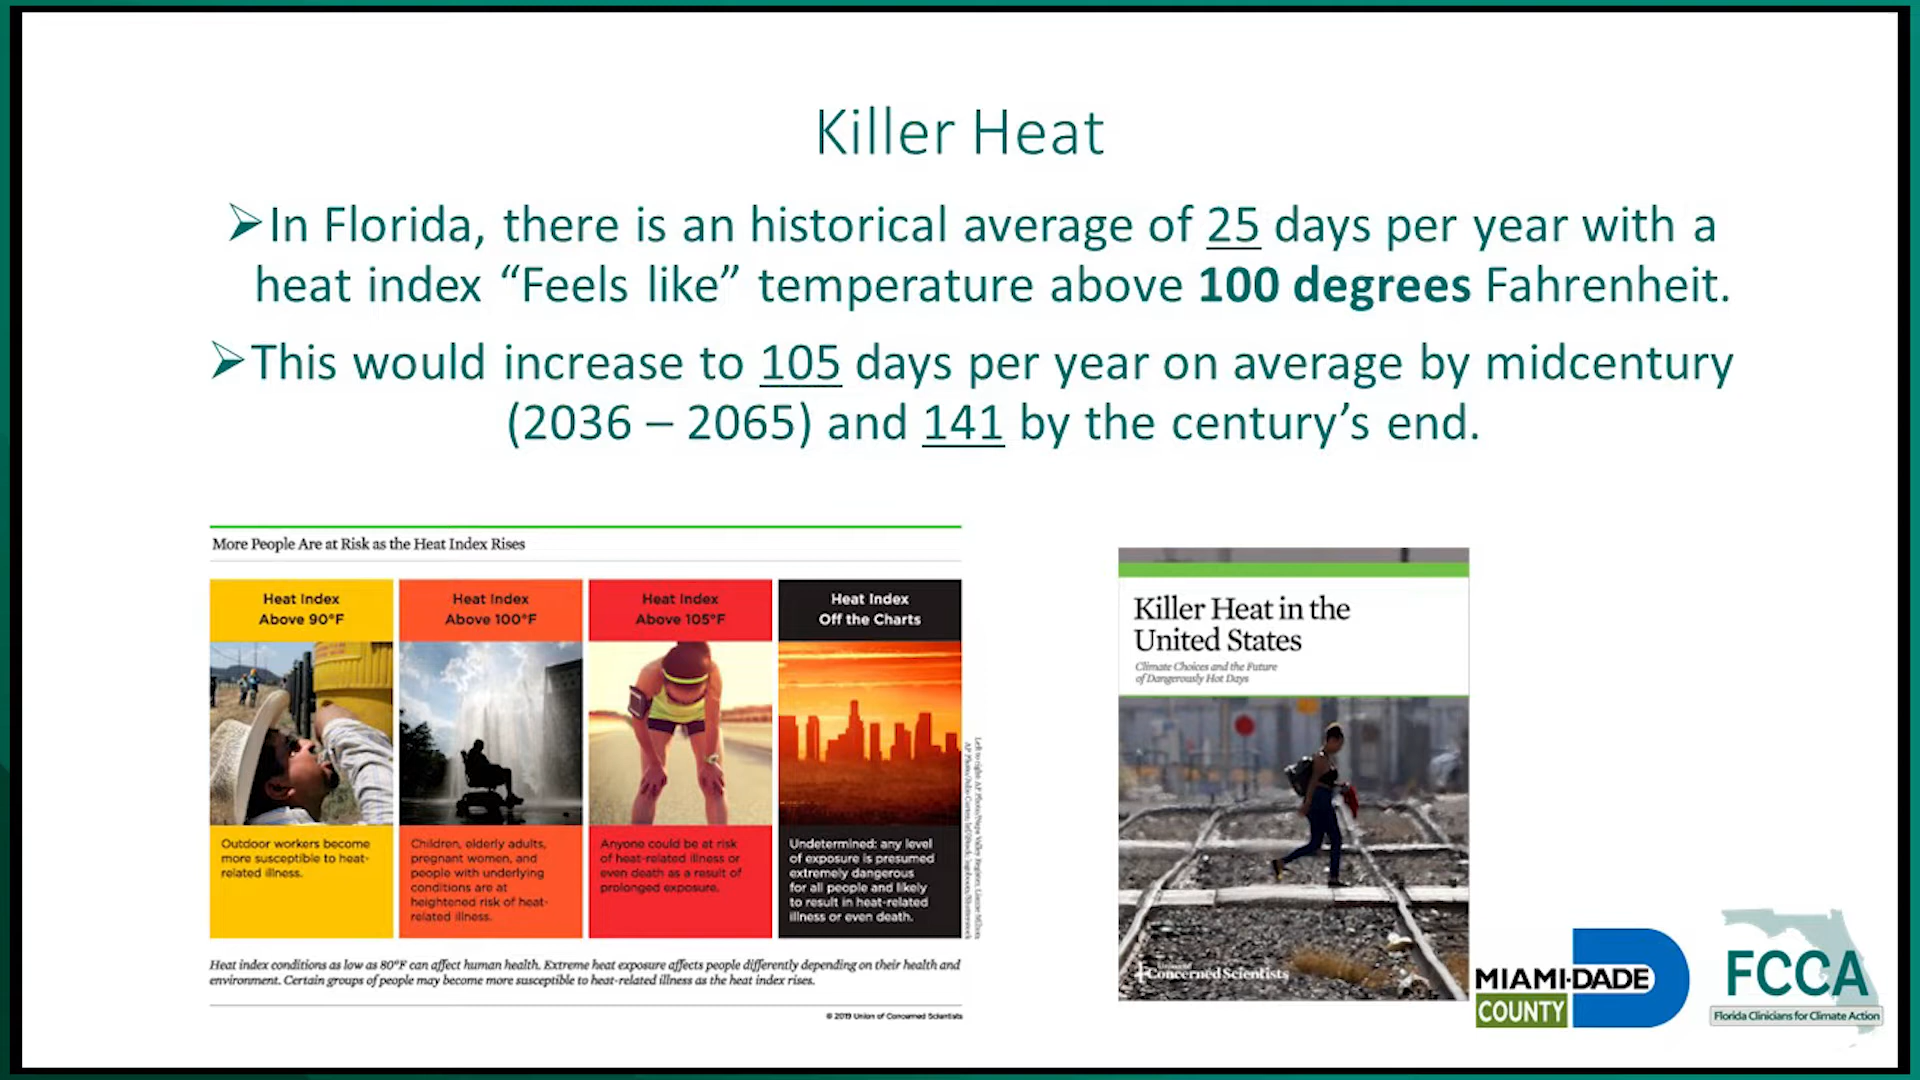 Killer Heat
➢In Florida, there is an historical average of 25 days per year with a
heat index “Feels like” temperature above 100 degrees Fahrenheit.
➢This would increase to 105 days per year on average by midcentury
(2036 – 2065) and 141 by the century’s end.
More People Are at Risk as the Heat Index Rises
Heat Index
Above 90°F
Outdoor workers become
more susceptible to heat-
related illness.
Heat Index
Above 100°F
Children, elderly adults,
pregnant women, and
people with underlying
conditions are at
heightened risk of heat-
related illness.
Heat Index
Above 105°F
Anyone could be at risk
of heat-related illness or
even death as a result of
prolonged exposure.
Heat Index
Off the Charts
Undetermined: any level
of exposure is presumed
extremely dangerous
for all people and likely
to result in heat-related
illness or even death.
Heat index conditions as low as 80°F can affect human health. Extreme heat exposure affects people differently depending on their health and
environment. Certain groups of people may become more susceptible to heat-related illness as the heat index rises.
© 2019 Union of Concerned Scientists
Killer Heat in the
United States
Climate Choices and the Future
of Dangerously Hot Days
Concerned Scientists
MIAMI-DADE
COUNTY
FCCA
Florida Clinicians for Climate Action